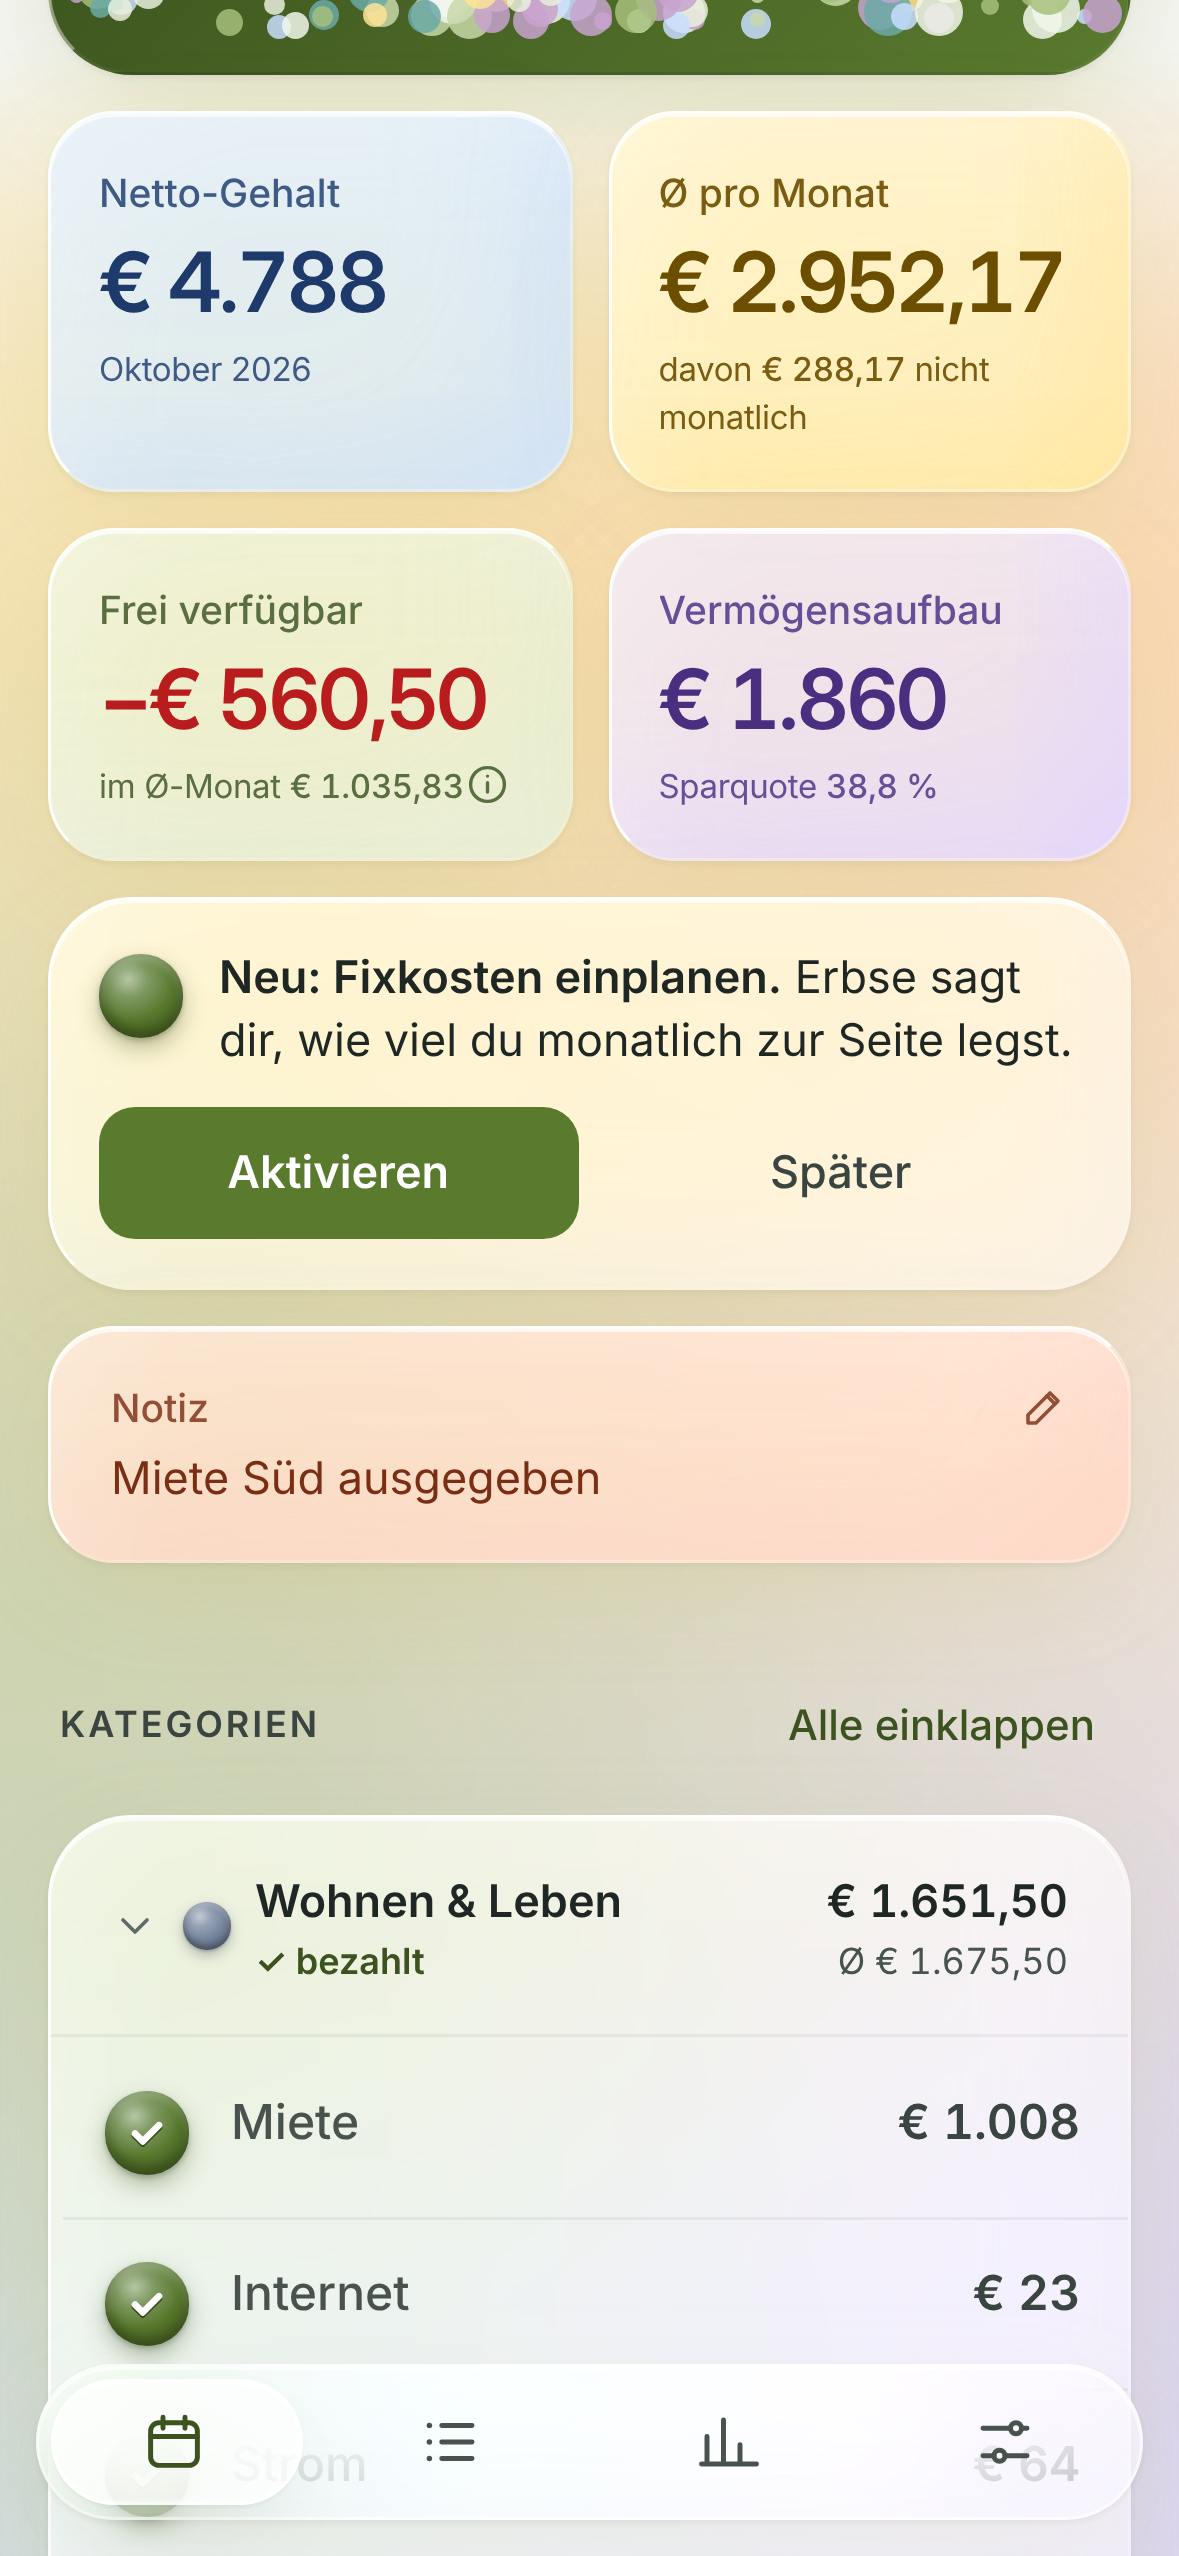 Netto-Gehalt
€ 4.788
Oktober 2026
Ø pro Monat
€ 2.952,17
davon € 288,17 nicht
monatlich
Frei verfügbar
–€ 560,50
im Ø-Monat € 1.035,83
Vermögensaufbau
€ 1.860
Sparquote 38,8 %
Neu: Fixkosten einplanen. Erbse sagt
dir, wie viel du monatlich zur Seite legst.
Aktivieren
Später
Notiz
Miete Süd ausgegeben
KATEGORIEN
Alle einklappen
Wohnen & Leben
€ 1.651,50
✓ bezahlt
Ø € 1.675,50
Miete
€ 1.008
Internet
€ 23
Strom
€ 64